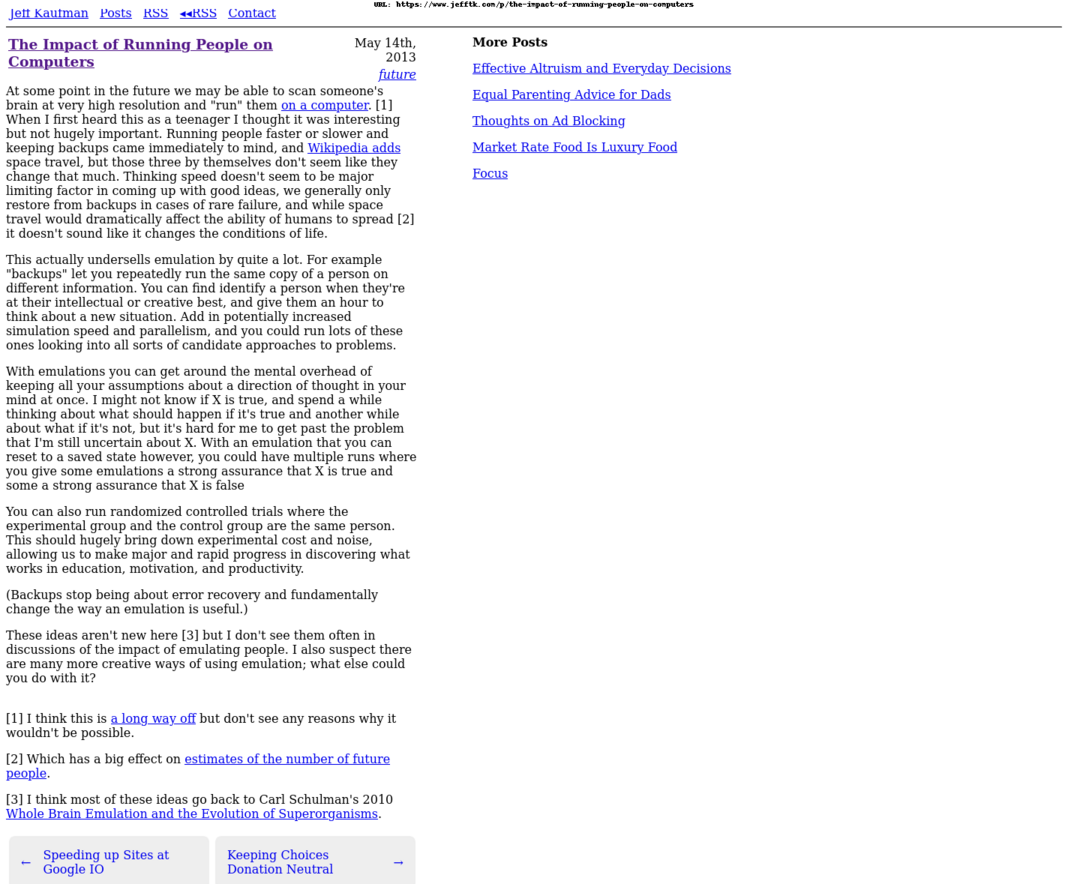 URL: https://www.jefftk.com/p/the-impact-of-running-people-on-computers
Jeff Kaufman Posts RSS ◂◂RSS Contact
The Impact of Running People on
Computers
May 14th,
2013
future
At some point in the future we may be able to scan someone's
brain at very high resolution and "run" them on a computer. [1]
When I first heard this as a teenager I thought it was interesting
but not hugely important. Running people faster or slower and
keeping backups came immediately to mind, and Wikipedia adds
space travel, but those three by themselves don't seem like they
change that much. Thinking speed doesn't seem to be major
limiting factor in coming up with good ideas, we generally only
restore from backups in cases of rare failure, and while space
travel would dramatically affect the ability of humans to spread [2]
it doesn't sound like it changes the conditions of life.
This actually undersells emulation by quite a lot. For example
"backups" let you repeatedly run the same copy of a person on
different information. You can find identify a person when they're
at their intellectual or creative best, and give them an hour to
think about a new situation. Add in potentially increased
simulation speed and parallelism, and you could run lots of these
ones looking into all sorts of candidate approaches to problems.
With emulations you can get around the mental overhead of
keeping all your assumptions about a direction of thought in your
mind at once. I might not know if X is true, and spend a while
thinking about what should happen if it's true and another while
about what if it's not, but it's hard for me to get past the problem
that I'm still uncertain about X. With an emulation that you can
reset to a saved state however, you could have multiple runs where
you give some emulations a strong assurance that X is true and
some a strong assurance that X is false
You can also run randomized controlled trials where the
experimental group and the control group are the same person.
This should hugely bring down experimental cost and noise,
allowing us to make major and rapid progress in discovering what
works in education, motivation, and productivity.
(Backups stop being about error recovery and fundamentally
change the way an emulation is useful.)
These ideas aren't new here [3] but I don't see them often in
discussions of the impact of emulating people. I also suspect there
are many more creative ways of using emulation; what else could
you do with it?
[1] I think this is a long way off but don't see any reasons why it
wouldn't be possible.
[2] Which has a big effect on estimates of the number of future
people.
[3] I think most of these ideas go back to Carl Schulman's 2010
Whole Brain Emulation and the Evolution of Superorganisms.
← Speeding up Sites at
Google IO
Keeping Choices →
Donation Neutral
More Posts
Effective Altruism and Everyday Decisions
Equal Parenting Advice for Dads
Thoughts on Ad Blocking
Market Rate Food Is Luxury Food
Focus